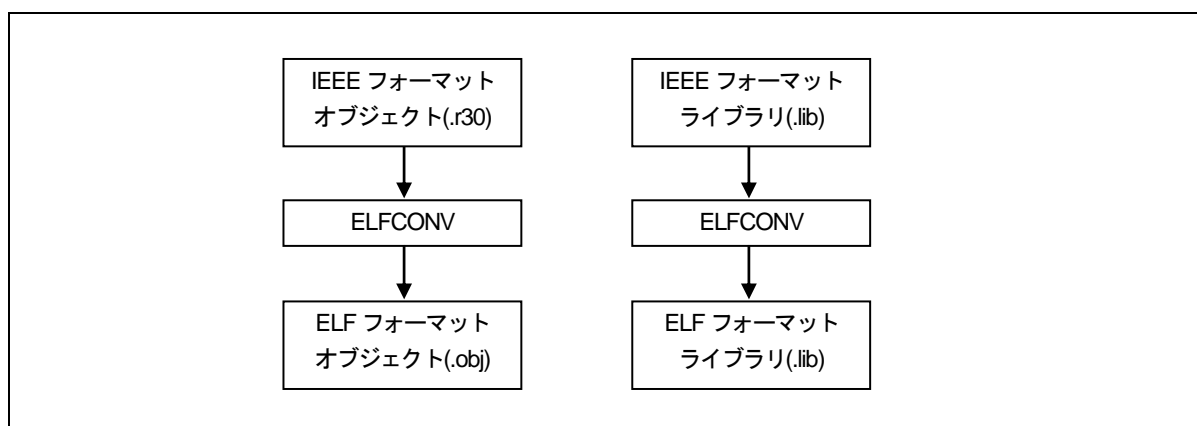 IEEE フォーマット
オブジェクト(.r30)
ELFCONV
ELF フォーマット
オブジェクト(.obj)
IEEE フォーマット
ライブラリ(.lib)
ELFCONV
ELF フォーマット
ライブラリ(.lib)